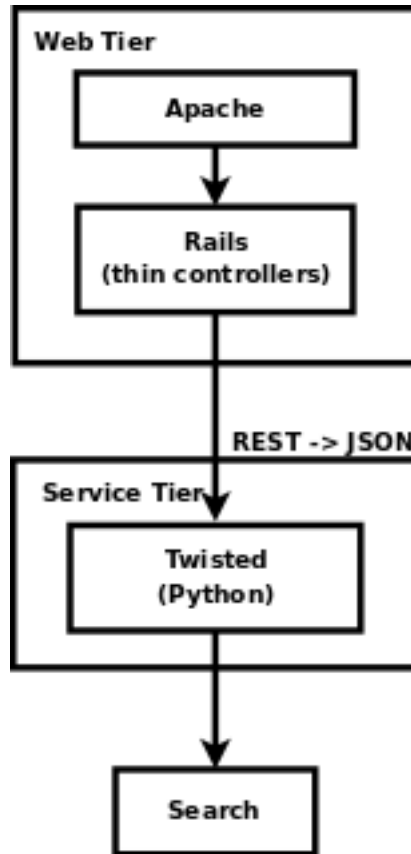 Web Tier
Apache
Rails
(thin controllers)
REST -> JSON
Service Tier
Twisted
(Python)
Search